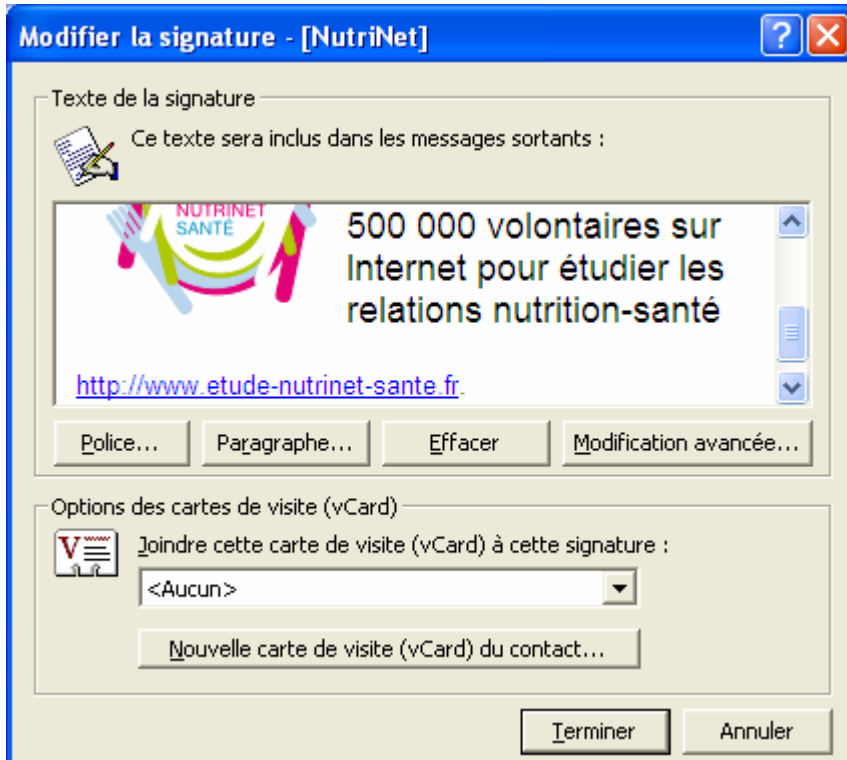 Modifier la signature - [NutriNet]
Texte de la signature
Ce texte sera inclus dans les messages sortants :
NUTRINET
SANTÉ
500 000 volontaires sur
Internet pour étudier les
relations nutrition-santé
http://www.etude-nutrinet-sante.fr.
Police... Paragraphe... Effacer Modification avancée...
Options des cartes de visite (vCard)
V
Joindre cette carte de visite (vCard) à cette signature :
<Aucun>
Nouvelle carte de visite (vCard) du contact...
Terminer Annuler